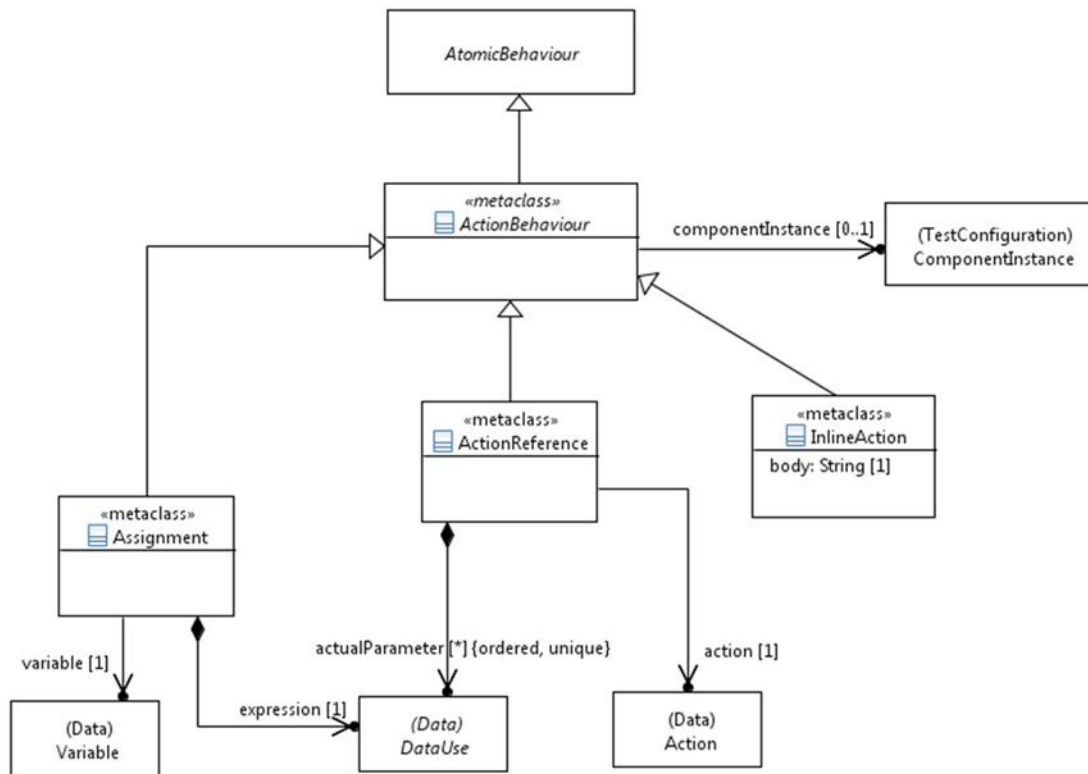 AtomicBehaviour
«metaclass»
ActionBehaviour
componentInstance [0..1]
(TestConfiguration)
ComponentInstance
«metaclass»
ActionReference
«metaclass»
InlineAction
body: String [1]
«metaclass»
Assignment
variable [1]
actualParameter [*] {ordered, unique}
action [1]
expression [1]
(Data)
Variable
(Data)
DataUse
(Data)
Action